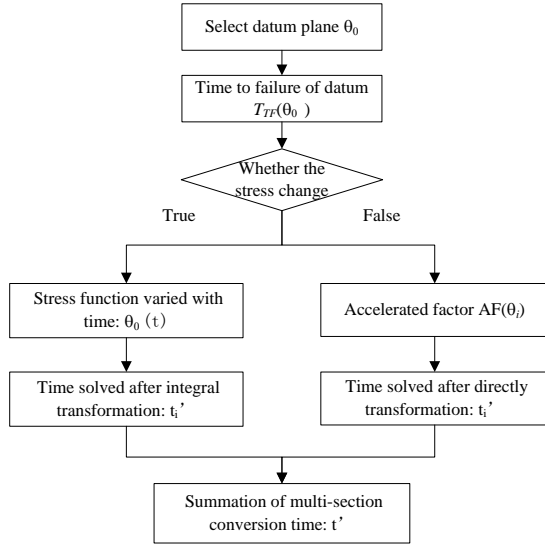 Select datum plane θ0
Time to failure of datum
TTF(θ0 )
Whether the
stress change
True
False
Stress function varied with
time: θ0 (t)
Accelerated factor AF(θi)
Time solved after integral
transformation: ti’
Time solved after directly
transformation: ti’
Summation of multi-section
conversion time: t’